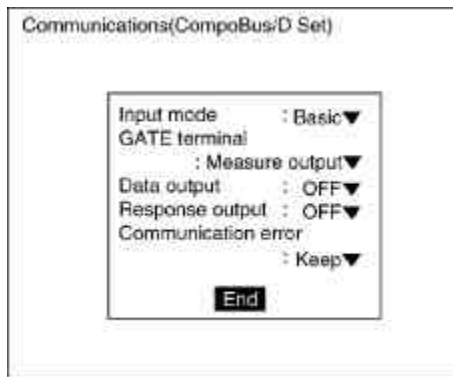 Communications(CompoBus/D Set)
Input mode : Basic▼
GATE terminal
: Measure output▼
Data output : OFF▼
Response output : OFF▼
Communication error
: Keep▼
End